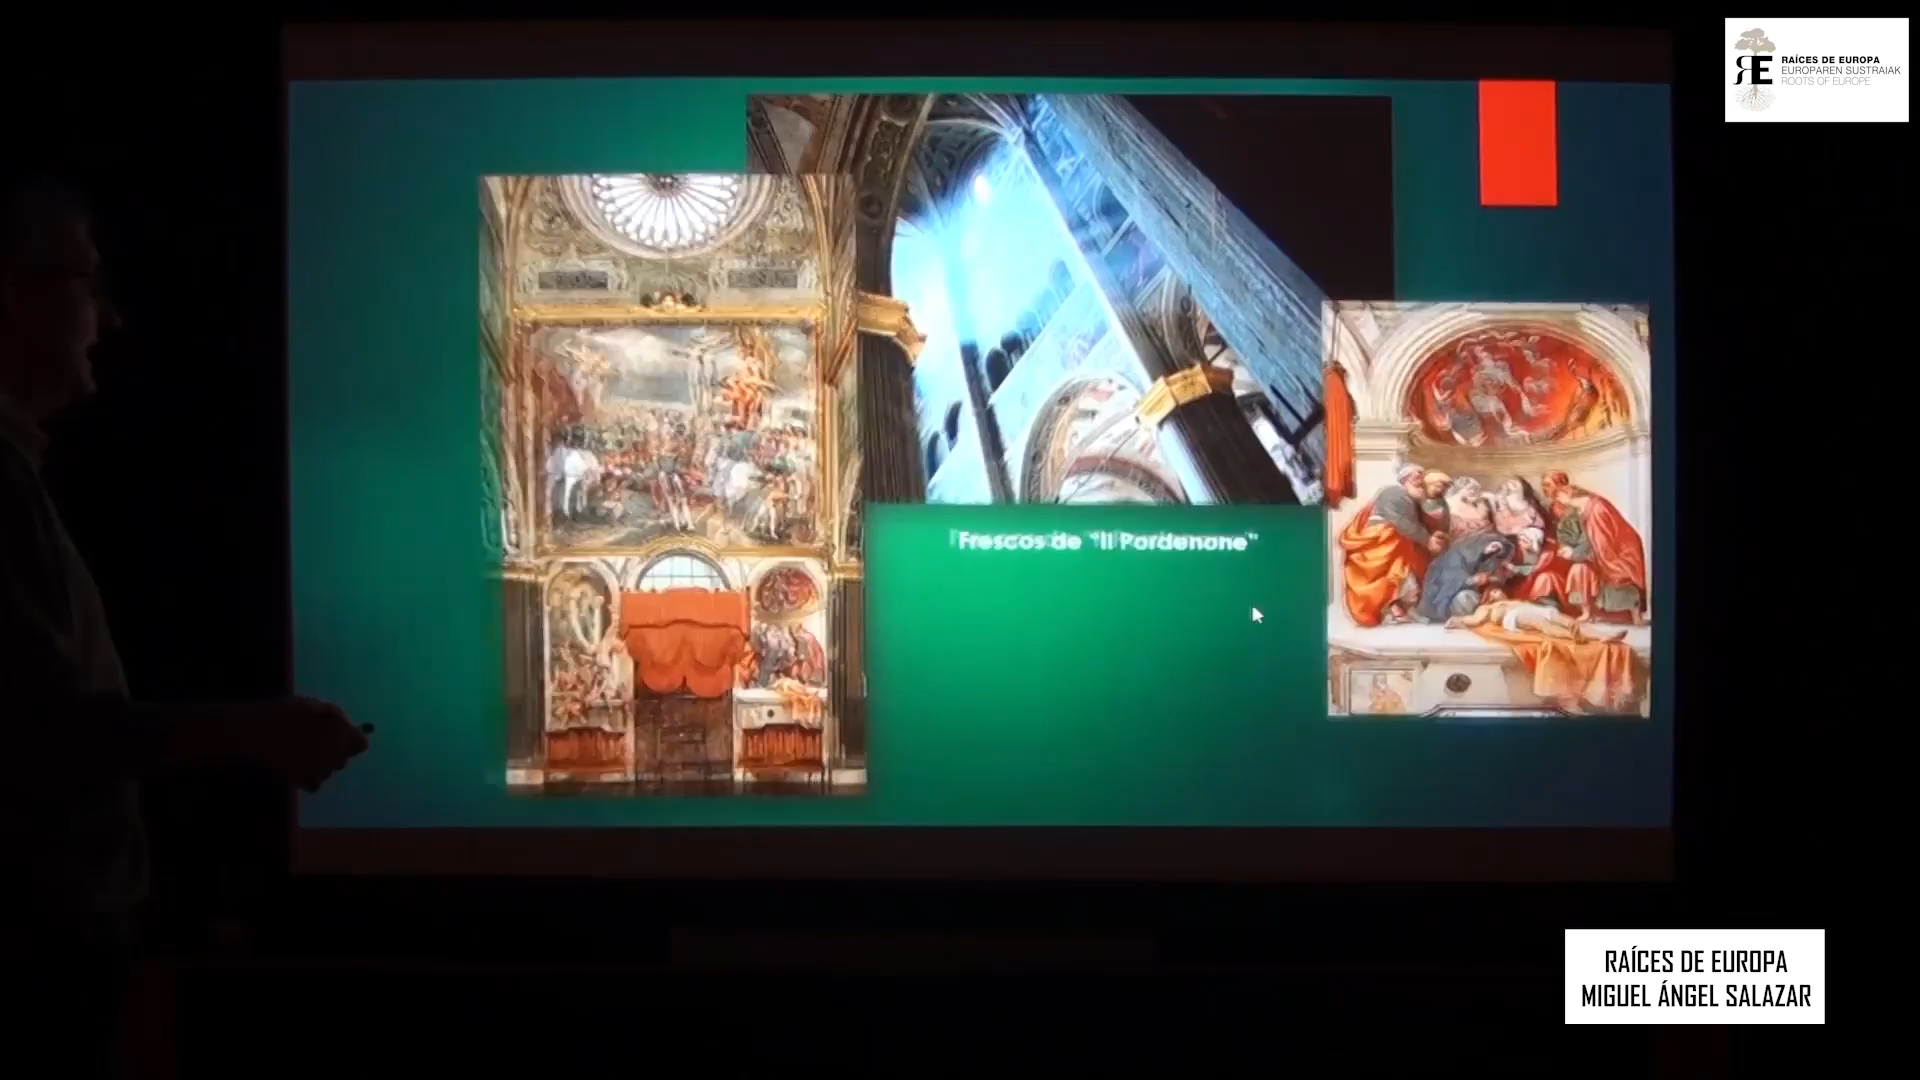 RAÍCES DE EUROPA
EUROPAREN SUSTRAIAK
ROOTS OF EUROPE
Frescos de "Il Pordenone"
RAÍCES DE EUROPA
MIGUEL ÁNGEL SALAZAR